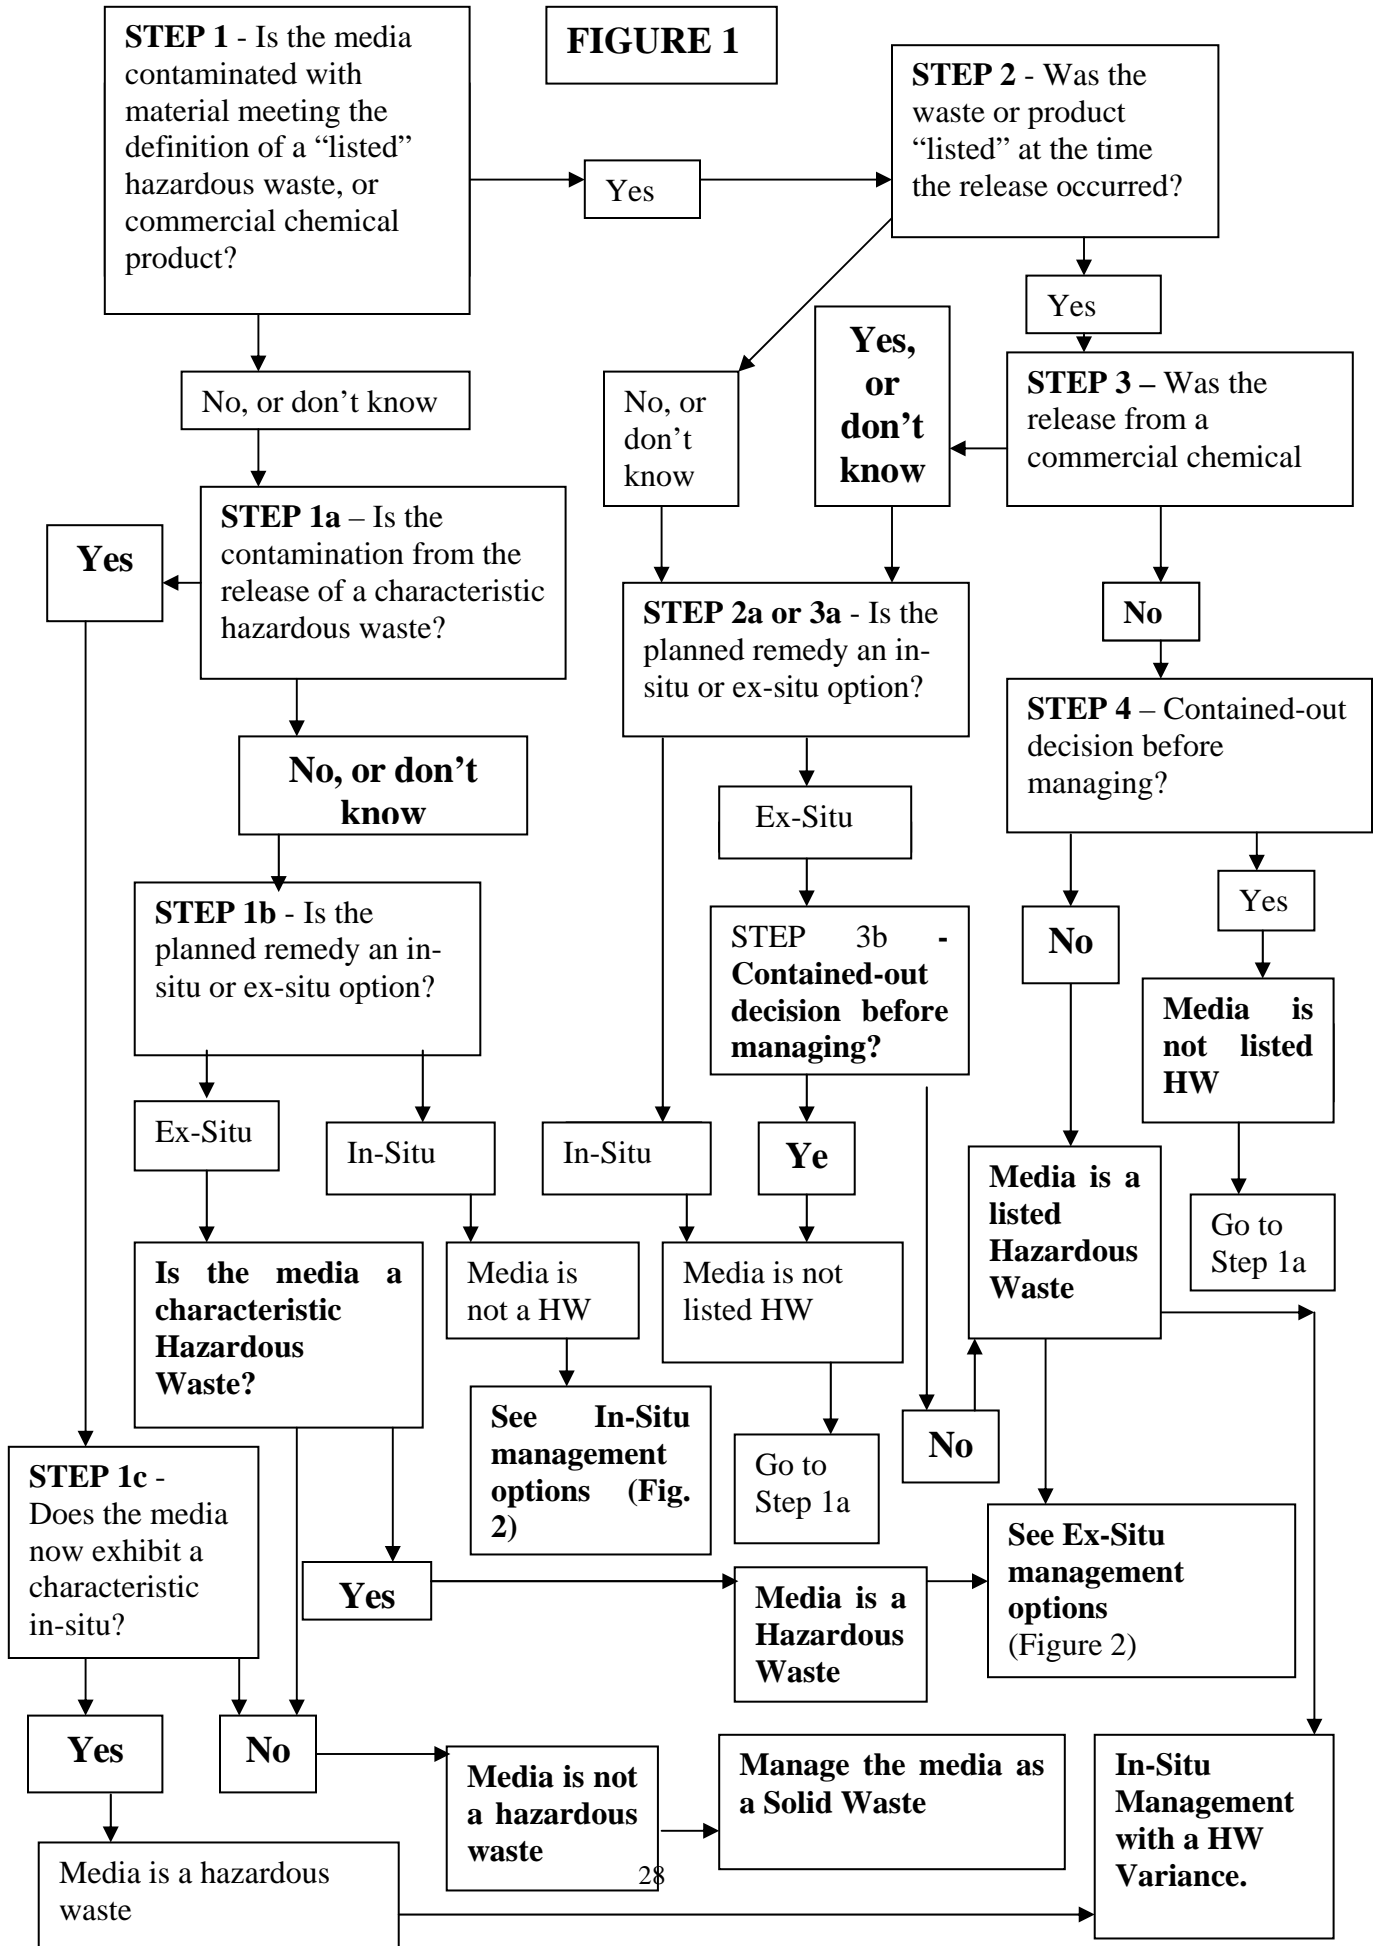 STEP 1 - Is the media
contaminated with
material meeting the
definition of a “listed”
hazardous waste, or
commercial chemical
product?
FIGURE 1
STEP 2 - Was the
waste or product
“listed” at the time
the release occurred?
Yes
Yes
No, or don’t know
No, or
don’t
know
Yes,
or
don’t
know
STEP 3 – Was the
release from a
commercial chemical
STEP 1a – Is the
contamination from the
release of a characteristic
hazardous waste?
Yes
STEP 2a or 3a - Is the
planned remedy an in-
situ or ex-situ option?
No
STEP 4 – Contained-out
decision before
managing?
No, or don’t
know
Ex-Situ
STEP 1b - Is the
planned remedy an in-
situ or ex-situ option?
STEP 3b -
Contained-out
decision before
managing?
No
Yes
Media is
not listed
HW
Ex-Situ
In-Situ
In-Situ
Ye
Media is a
listed
Hazardous
Waste
Go to
Step 1a
Is the media a
characteristic
Hazardous
Waste?
Media is
not a HW
Media is not
listed HW
See In-Situ
management
options (Fig.
2)
Go to
Step 1a
No
STEP 1c -
Does the media
now exhibit a
characteristic
in-situ?
Yes
Media is a
Hazardous
Waste
See Ex-Situ
management
options
(Figure 2)
Yes
No
Media is not
a hazardous
waste
Manage the media as
a Solid Waste
In-Situ
Management
with a HW
Variance.
Media is a hazardous
waste
28